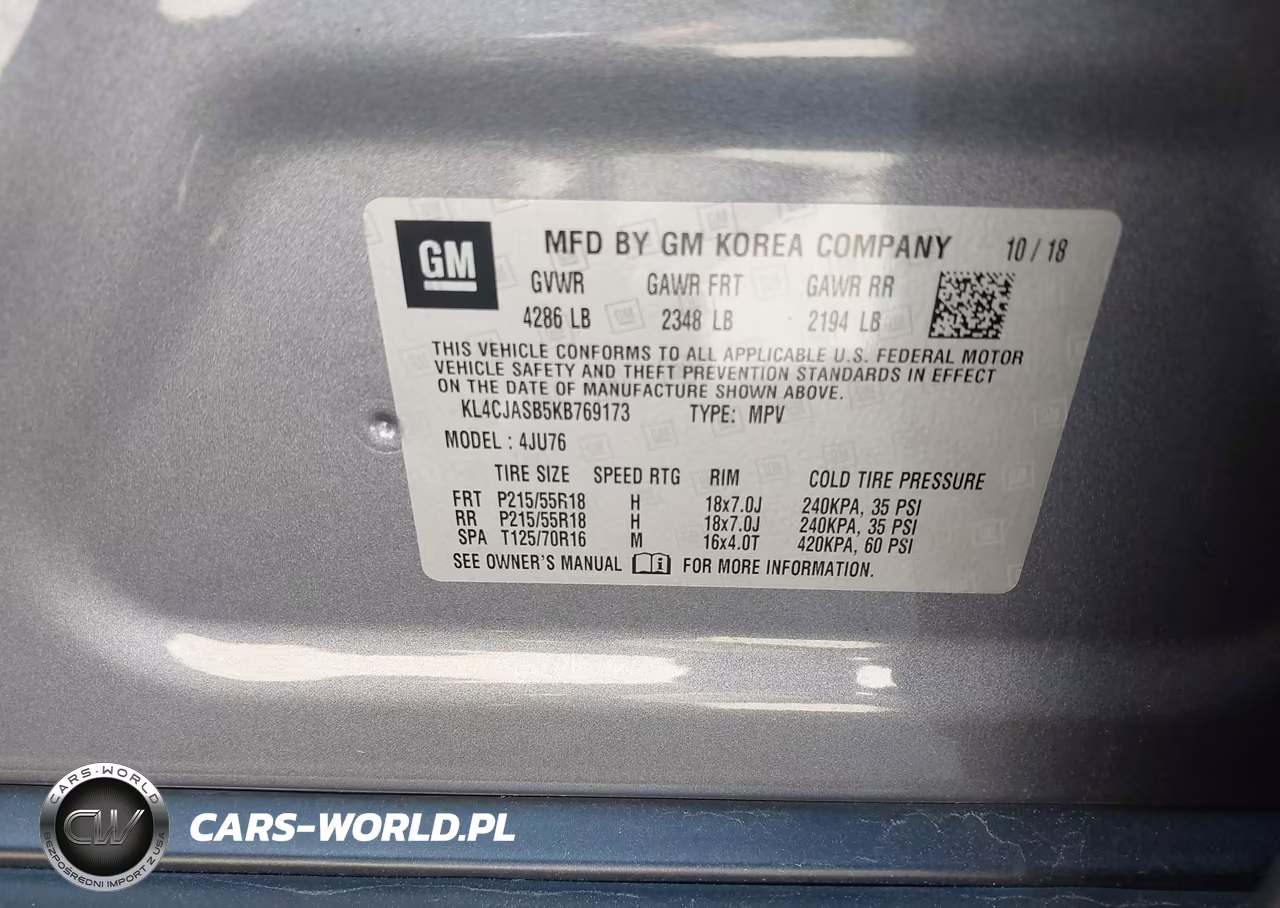 GM
MFD BY GM KOREA COMPANY 10 / 18
GVWR GAWR FRT GAWR RR
4286 LB 2348 LB 2194 LB
THIS VEHICLE CONFORMS TO ALL APPLICABLE U.S. FEDERAL MOTOR
VEHICLE SAFETY AND THEFT PREVENTION STANDARDS IN EFFECT
ON THE DATE OF MANUFACTURE SHOWN ABOVE.
KL4CJASB5KB769173 TYPE: MPV
MODEL : 4JU76
TIRE SIZE SPEED RTG RIM COLD TIRE PRESSURE
FRT P215/55R18 H 18x7.0J 240KPA, 35 PSI
RR P215/55R18 H 18x7.0J 240KPA, 35 PSI
SPA T125/70R16 M 16x4.0T 420KPA, 60 PSI
SEE OWNER'S MANUAL FOR MORE INFORMATION.
CARS-WORLD
CW
BEZPOŚREDNI IMPORT Z USA
CARS-WORLD.PL